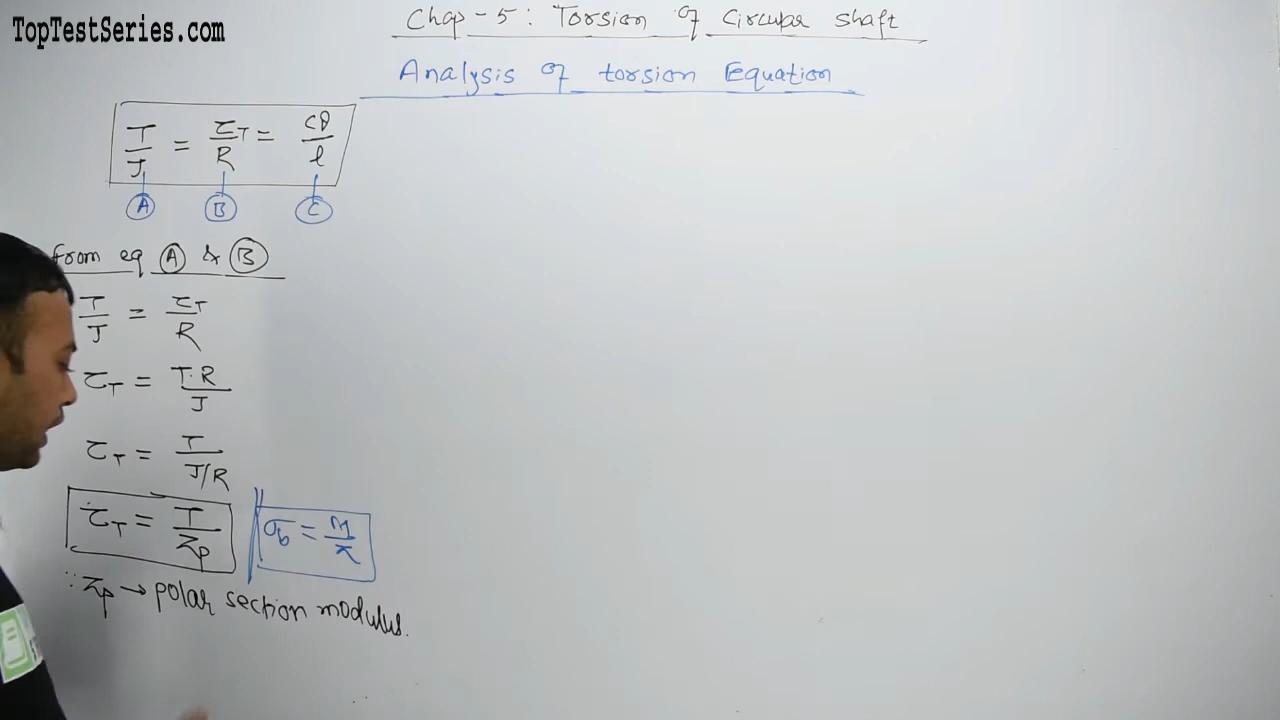 TopTestSeries.com
Chap-5: Torsion of Circular shaft
Analysis of torsion Equation
T/J = τT/R = Cθ/l
A B C
from eq A & B
T/J = τT/R
τT = T·R/J
τT = T/J/R
τT = T/Zp
σb = M/Z
∵ Zp → polar section modulus.